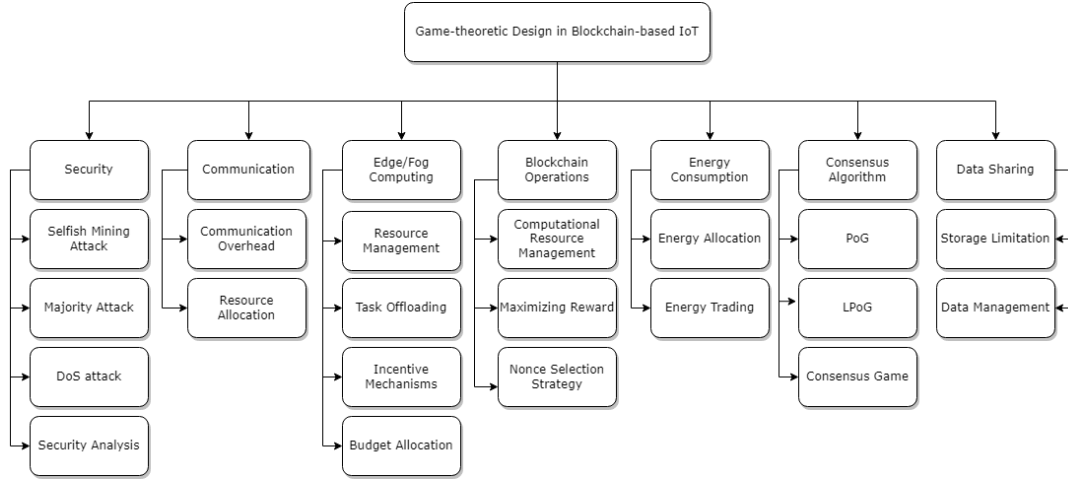 Game-theoretic Design in Blockchain-based IoT
Security
Selfish Mining
Attack
Majority Attack
DoS attack
Security Analysis
Communication
Communication
Overhead
Resource
Allocation
Edge/Fog
Computing
Resource
Management
Task Offloading
Incentive
Mechanisms
Budget Allocation
Blockchain
Operations
Computational
Resource
Management
Maximizing Reward
Nonce Selection
Strategy
Energy
Consumption
Energy Allocation
Energy Trading
Consensus
Algorithm
PoG
LPoG
Consensus Game
Data Sharing
Storage Limitation
Data Management